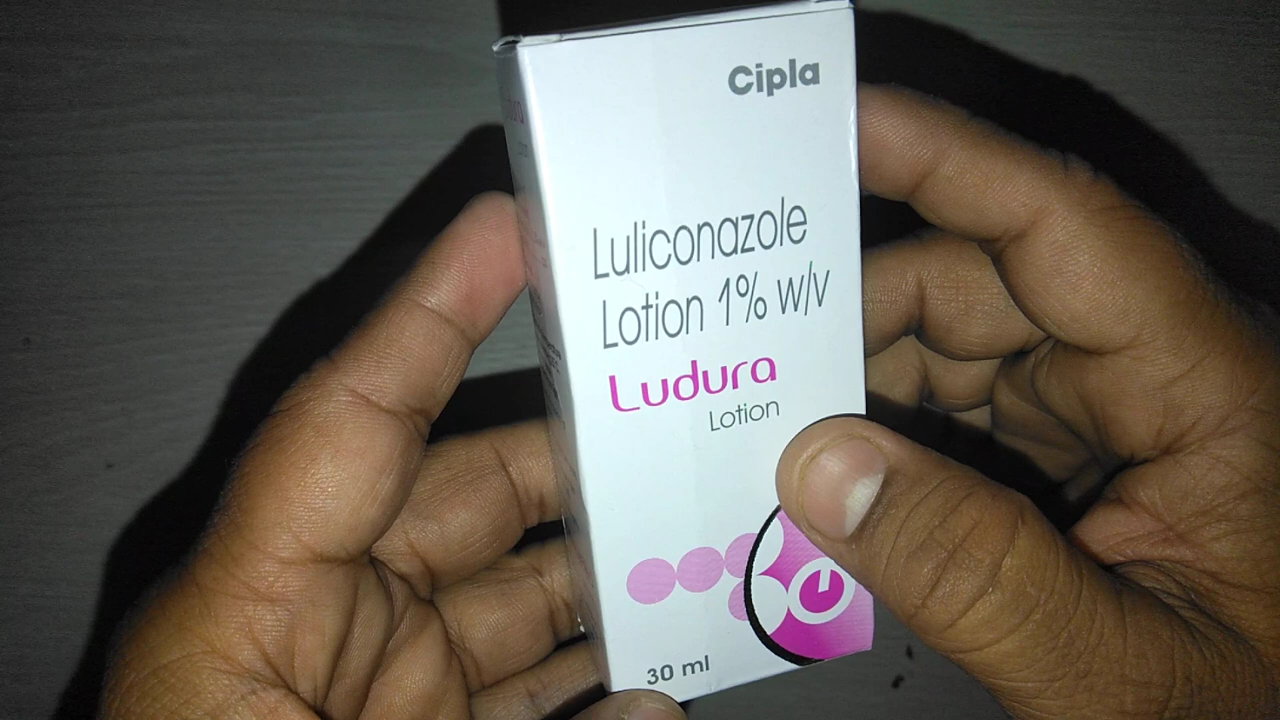 Cipla
Luliconazole
Lotion 1% w/v
Ludura
Lotion
30 ml